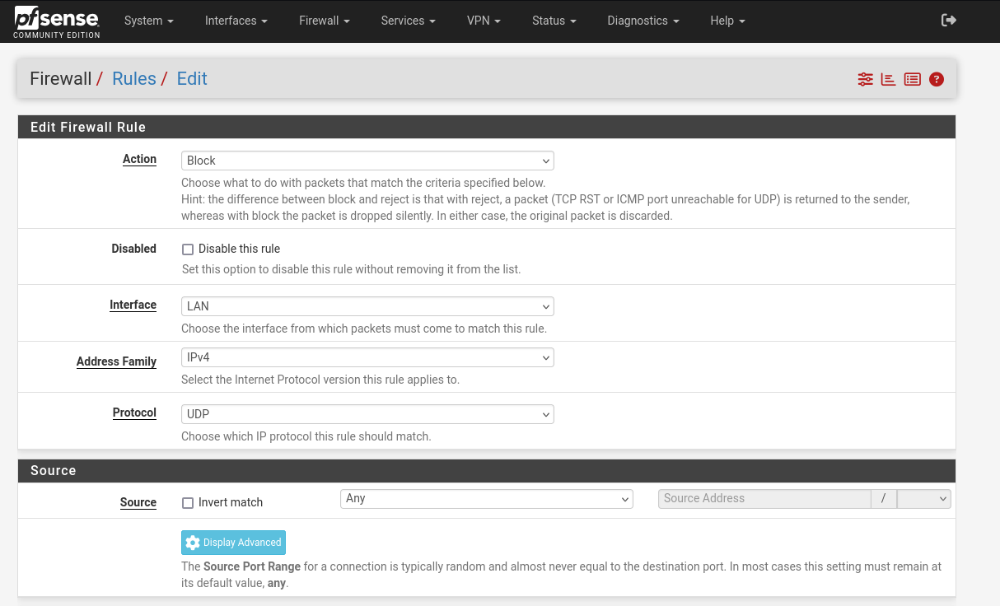 pfsense
COMMUNITY EDITION
System Interfaces Firewall Services VPN Status Diagnostics Help
Firewall / Rules / Edit
Edit Firewall Rule
Action
Block
Choose what to do with packets that match the criteria specified below.
Hint: the difference between block and reject is that with reject, a packet (TCP RST or ICMP port unreachable for UDP) is returned to the sender,
whereas with block the packet is dropped silently. In either case, the original packet is discarded.
Disabled
Disable this rule
Set this option to disable this rule without removing it from the list.
Interface
LAN
Choose the interface from which packets must come to match this rule.
Address Family
IPv4
Select the Internet Protocol version this rule applies to.
Protocol
UDP
Choose which IP protocol this rule should match.
Source
Source
Invert match
Any
Source Address /
Display Advanced
The Source Port Range for a connection is typically random and almost never equal to the destination port. In most cases this setting must remain at
its default value, any.